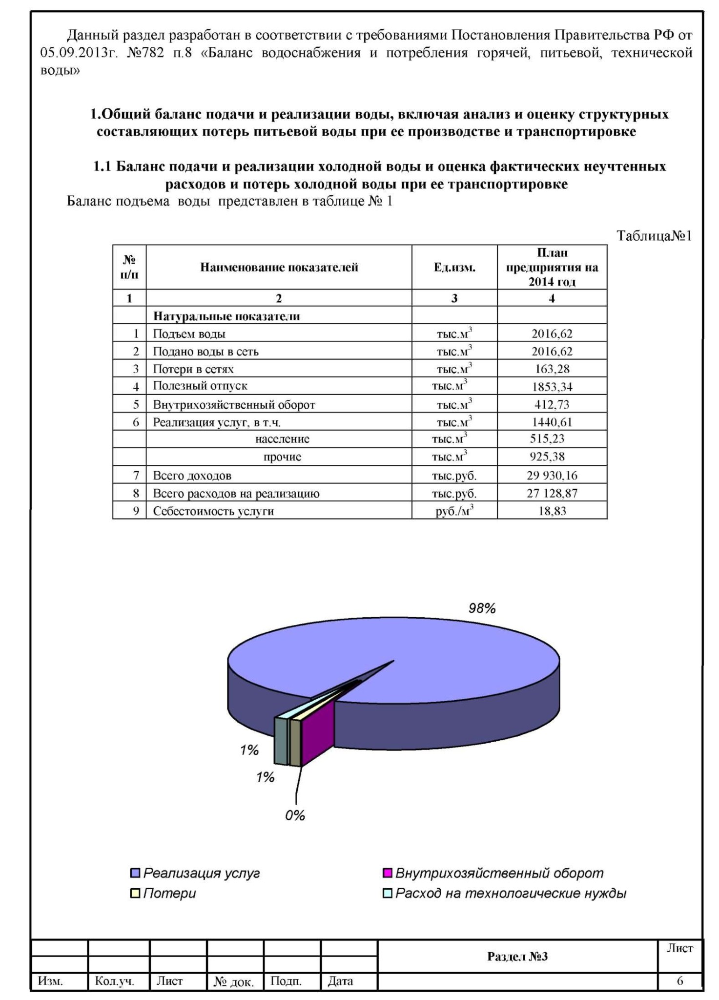 Данный раздел разработан в соответствии с требованиями Постановления Правительства РФ от
05.09.2013г. №782 п.8 «Баланс водоснабжения и потребления горячей, питьевой, технической
воды»
1.Общий баланс подачи и реализации воды, включая анализ и оценку структурных
составляющих потерь питьевой воды при ее производстве и транспортировке
1.1 Баланс подачи и реализации холодной воды и оценка фактических неучтенных
расходов и потерь холодной воды при ее транспортировке
Баланс подъема воды представлен в таблице № 1
Таблица№1
№ п/п Наименование показателей Ед.изм. План предприятия на 2014 год
1 2 3 4
Натуральные показатели
1 Подъем воды тыс.м³ 2016,62
2 Подано воды в сеть тыс.м³ 2016,62
3 Потери в сетях тыс.м³ 163,28
4 Полезный отпуск тыс.м³ 1853,34
5 Внутрихозяйственный оборот тыс.м³ 412,73
6 Реализация услуг, в т.ч. тыс.м³ 1440,61
население тыс.м³ 515,23
прочие тыс.м³ 925,38
7 Всего доходов тыс.руб. 29 930,16
8 Всего расходов на реализацию тыс.руб. 27 128,87
9 Себестоимость услуги руб./м³ 18,83
98%
1%
1%
0%
Реализация услуг Внутрихозяйственный оборот
Потери Расход на технологические нужды
Раздел №3 Лист
Изм. Кол.уч. Лист № док. Подп. Дата 6